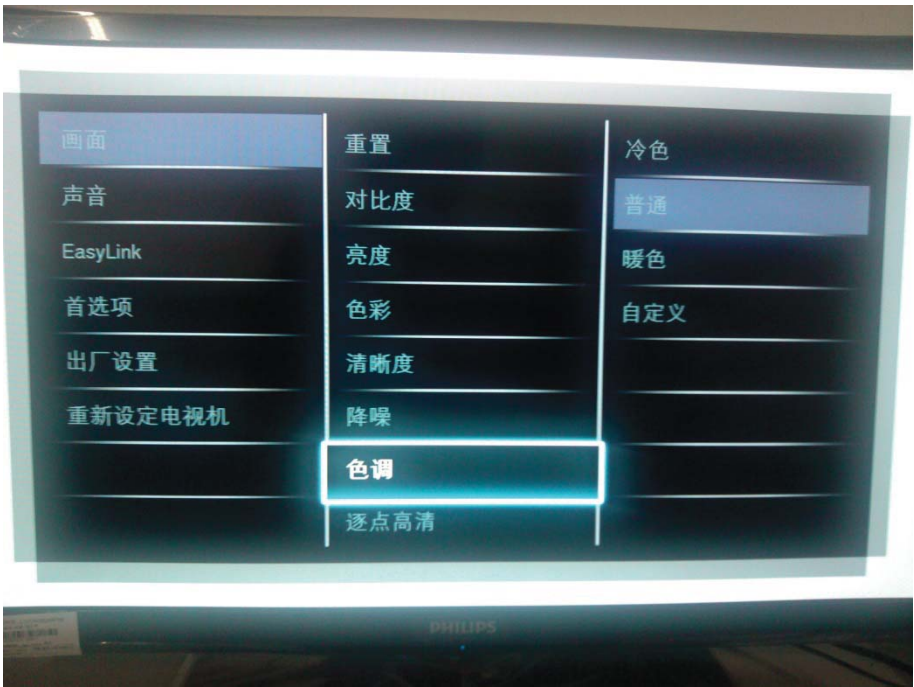 画面
声音
EasyLink
首选项
出厂设置
重新设定电视机
重置
对比度
亮度
色彩
清晰度
降噪
色调
逐点高清
冷色
普通
暖色
自定义
PHILIPS